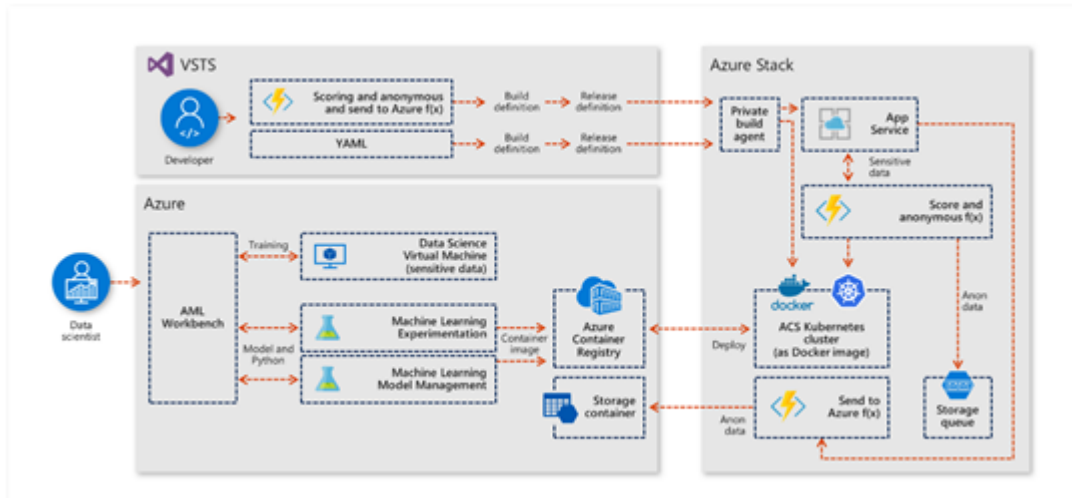 VSTS
Developer
Scoring and anonymous
and send to Azure f(x)
YAML
Build
definition
Release
definition
Build
definition
Release
definition
Azure Stack
Private
build
agent
App
Service
Sensitive
data
Score and
anonymous f(x)
Anon
data
docker
ACS Kubernetes
cluster
(as Docker image)
Deploy
Send to
Azure f(x)
Anon
data
Storage
queue
Azure
Data
scientist
AML
Workbench
Training
Data Science
Virtual Machine
(sensitive data)
Model and
Python
Machine Learning
Experimentation
Machine Learning
Model Management
Container
image
Azure
Container
Registry
Storage
container